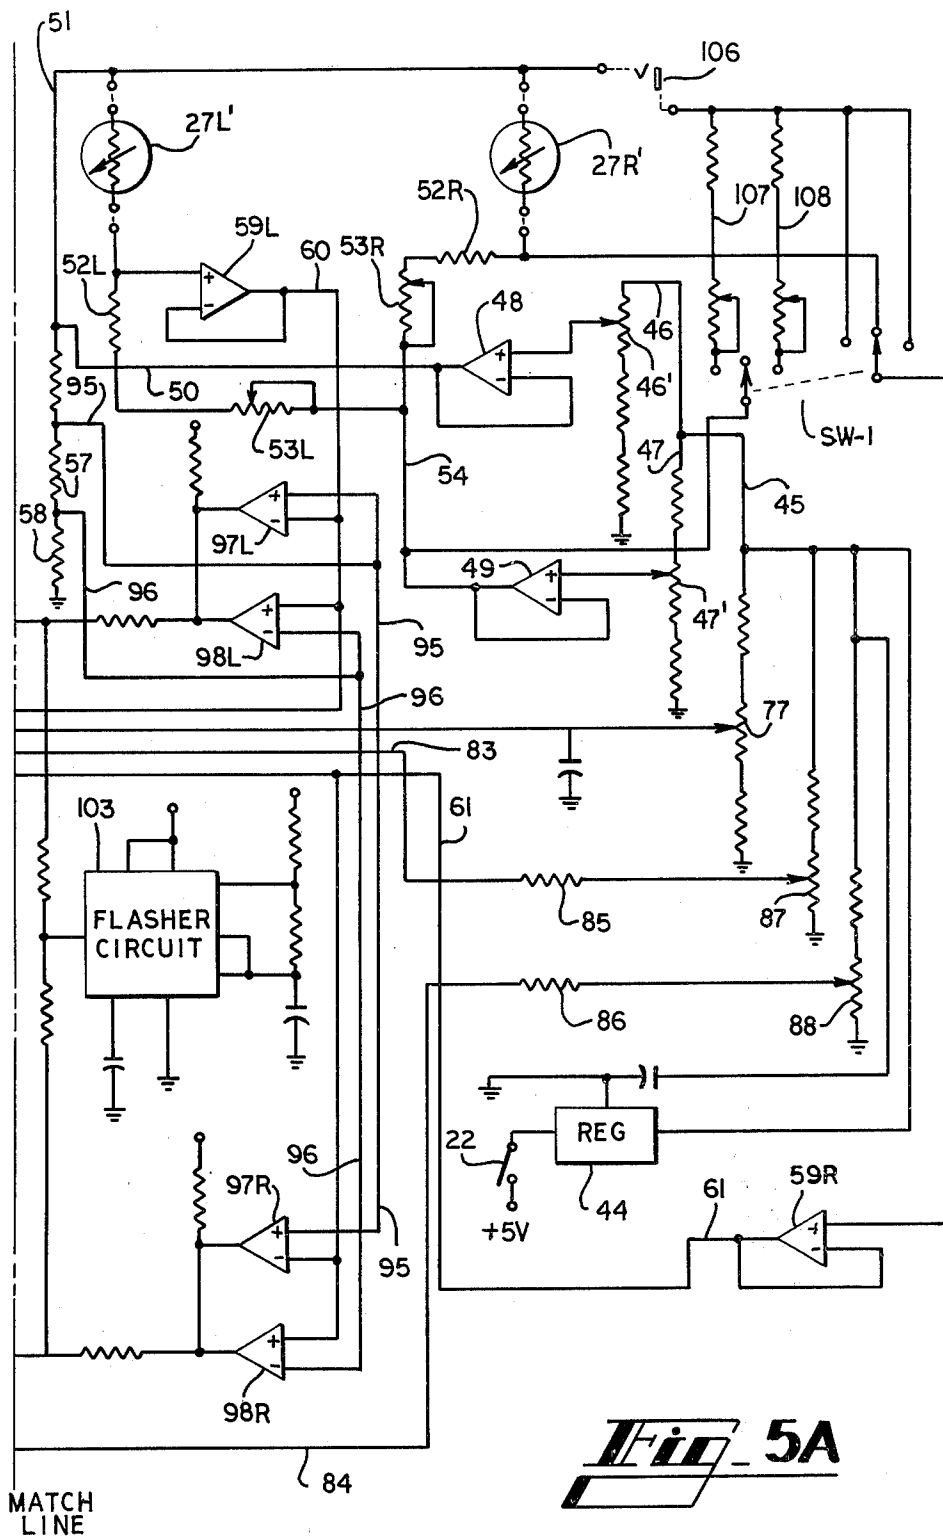 51
106
27L'
27R'
52R
59L
60
53R
107
108
52L
48
46
46'
95
50
SW-1
53L
47
57
54
45
58
97L
49
96
47'
98L
95
96
77
83
103
61
FLASHER
CIRCUIT
87
85
86
88
REG
96
22
97R
59R
+5V
44
61
95
98R
Fig_ 5A
84
MATCH
LINE
+
-
+
-
+
-
+
-
+
-
+
-
+
-
+
-